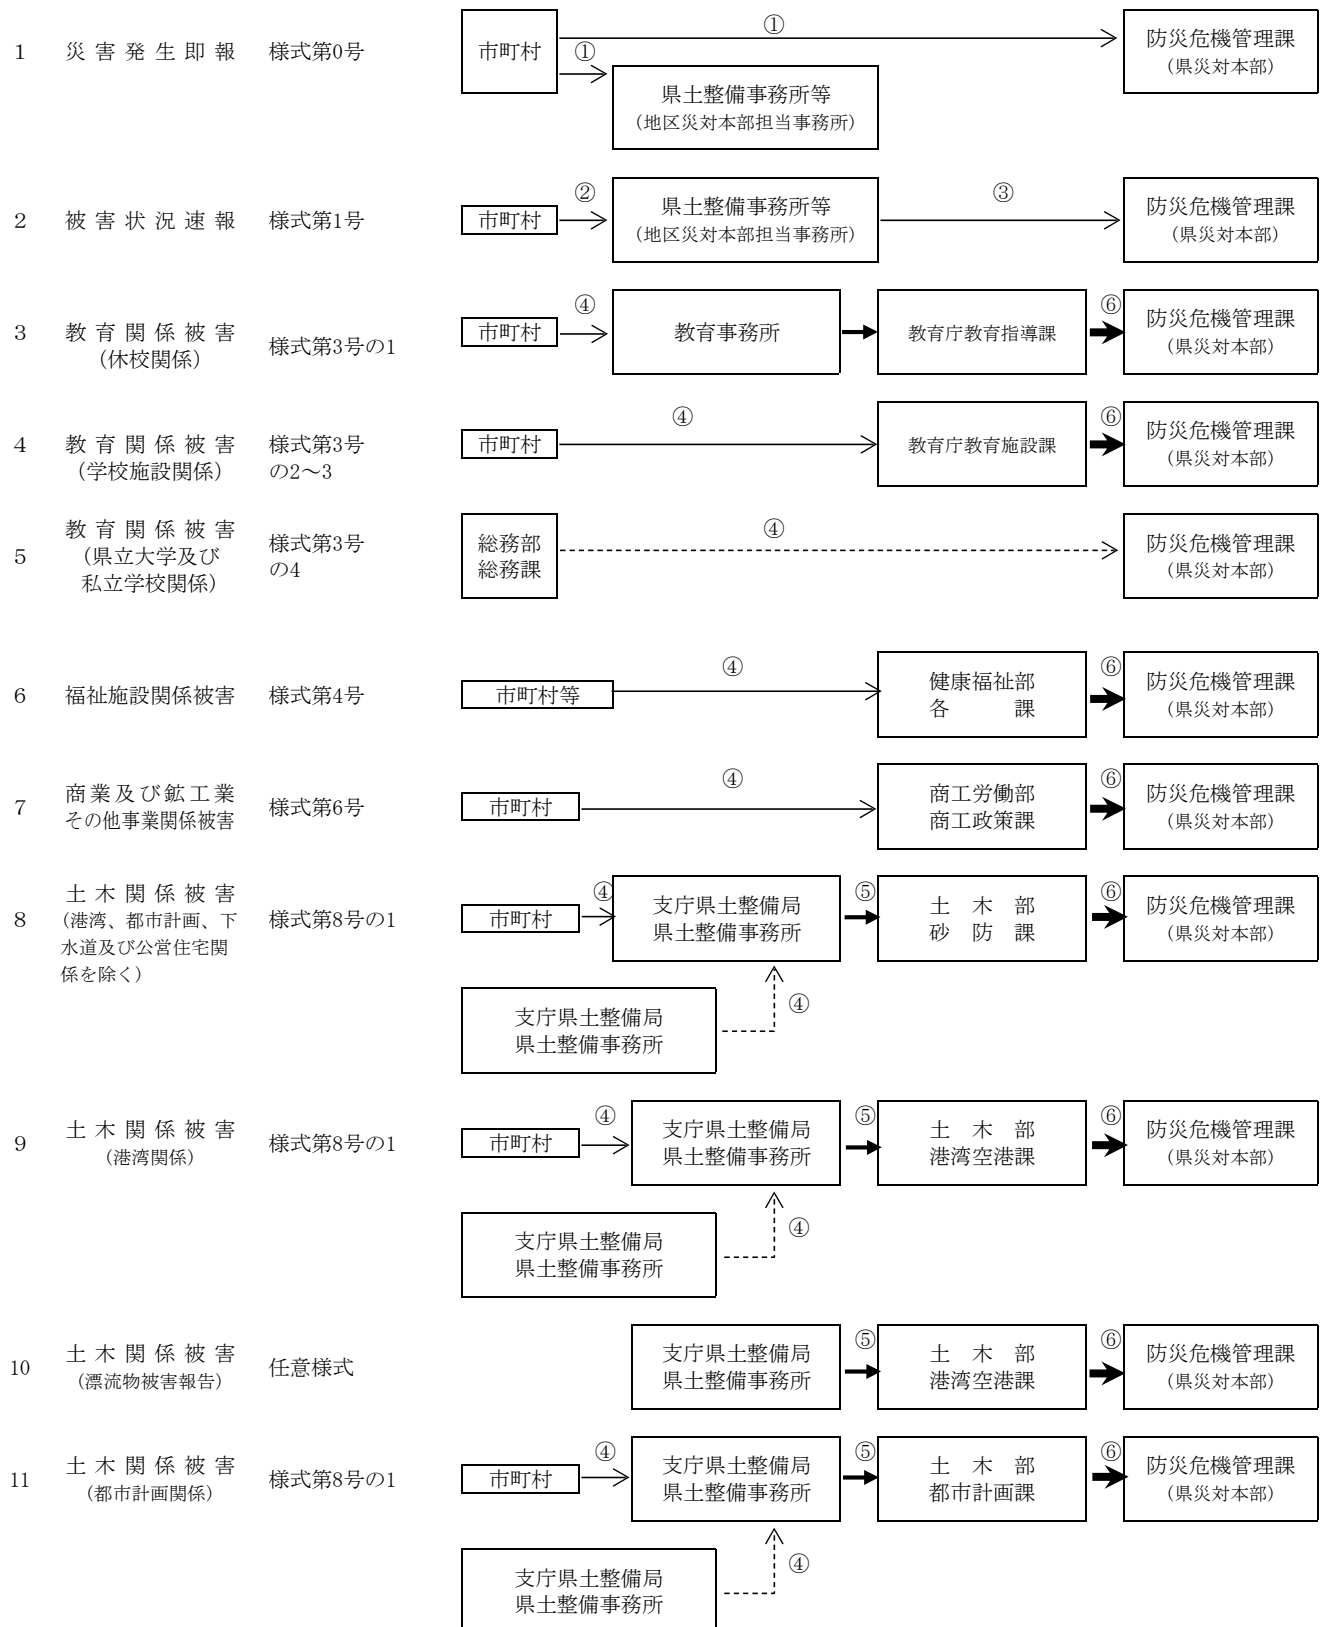 ①
1 災害発生即報 様式第0号 市町村 ① 防災危機管理課
(県災対本部)
県土整備事務所等
(地区災対本部担当事務所)
② ③
2 被害状況速報 様式第1号 市町村 県土整備事務所等 防災危機管理課
(地区災対本部担当事務所) (県災対本部)
④ ⑥
3 教育関係被害 様式第3号の1 市町村 教育事務所 教育庁教育指導課 防災危機管理課
(休校関係) (県災対本部)
④ ⑥
4 教育関係被害 様式第3号 市町村 教育庁教育施設課 防災危機管理課
(学校施設関係) の2〜3 (県災対本部)
④
5 教育関係被害 様式第3号 総務部 防災危機管理課
(県立大学及び の4 総務課 (県災対本部)
私立学校関係)
④ ⑥
6 福祉施設関係被害 様式第4号 市町村等 健康福祉部 防災危機管理課
各課 (県災対本部)
④ ⑥
7 商業及び鉱工業 様式第6号 市町村 商工労働部 防災危機管理課
その他事業関係被害 商工政策課 (県災対本部)
④ ⑤ ⑥
8 土木関係被害 様式第8号の1 市町村 支庁県土整備局 土木部 防災危機管理課
(港湾、都市計画、下 県土整備事務所 砂防課 (県災対本部)
水道及び公営住宅関
係を除く)
④
支庁県土整備局
県土整備事務所
④ ⑤ ⑥
9 土木関係被害 様式第8号の1 市町村 支庁県土整備局 土木部 防災危機管理課
(港湾関係) 県土整備事務所 港湾空港課 (県災対本部)
④
支庁県土整備局
県土整備事務所
⑤ ⑥
10 土木関係被害 任意様式 支庁県土整備局 土木部 防災危機管理課
(漂流物被害報告) 県土整備事務所 港湾空港課 (県災対本部)
④ ⑤ ⑥
11 土木関係被害 様式第8号の1 市町村 支庁県土整備局 土木部 防災危機管理課
(都市計画関係) 県土整備事務所 都市計画課 (県災対本部)
④
支庁県土整備局
県土整備事務所